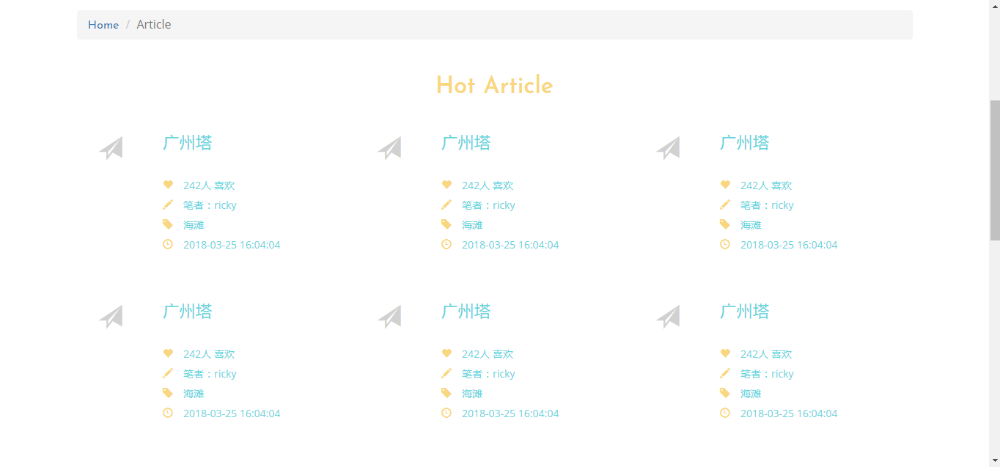 Home / Article
Hot Article
广州塔
242人 喜欢
笔者：ricky
海滩
2018-03-25 16:04:04
广州塔
242人 喜欢
笔者：ricky
海滩
2018-03-25 16:04:04
广州塔
242人 喜欢
笔者：ricky
海滩
2018-03-25 16:04:04
广州塔
242人 喜欢
笔者：ricky
海滩
2018-03-25 16:04:04
广州塔
242人 喜欢
笔者：ricky
海滩
2018-03-25 16:04:04
广州塔
242人 喜欢
笔者：ricky
海滩
2018-03-25 16:04:04